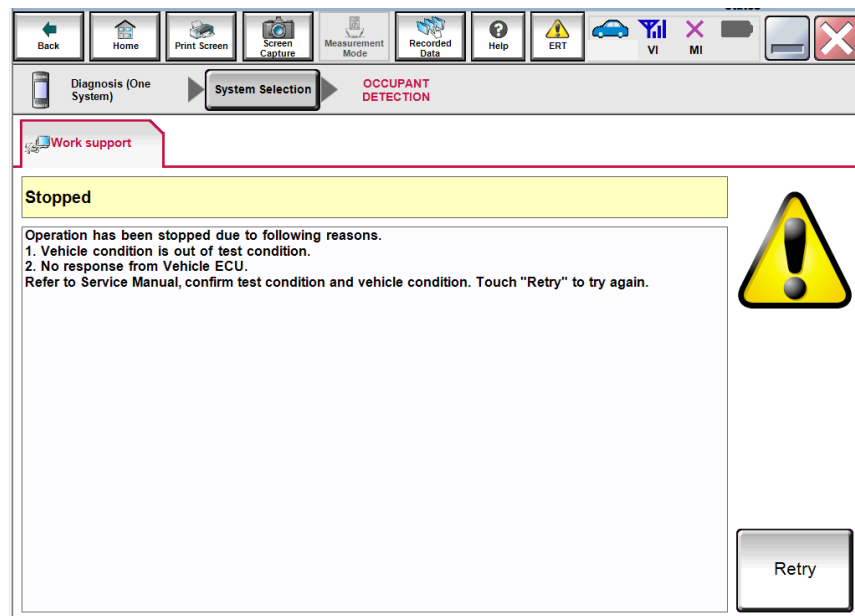 Back
Home
Print Screen
Screen
Capture
Measurement
Mode
Recorded
Data
Help
ERT
VI
MI
Diagnosis (One
System)
System Selection
OCCUPANT
DETECTION
Work support
Stopped
Operation has been stopped due to following reasons.
1. Vehicle condition is out of test condition.
2. No response from Vehicle ECU.
Refer to Service Manual, confirm test condition and vehicle condition. Touch "Retry" to try again.
Retry